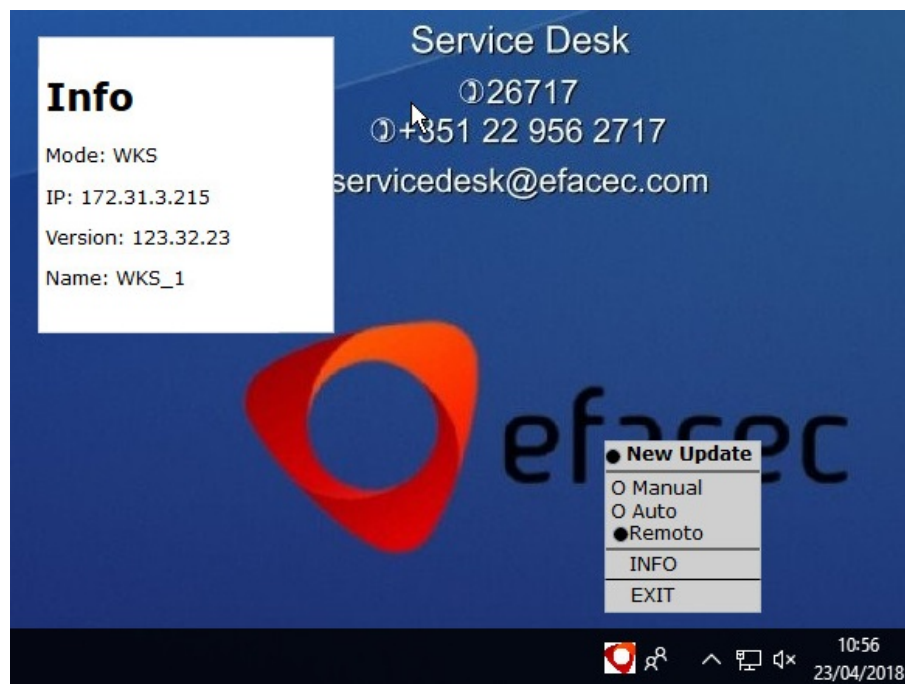 Info
Mode: WKS
IP: 172.31.3.215
Version: 123.32.23
Name: WKS_1
Service Desk
✆26717
✆+351 22 956 2717
servicedesk@efacec.com
efacec
● New Update
O Manual
O Auto
●Remoto
INFO
EXIT
10:56
23/04/2018